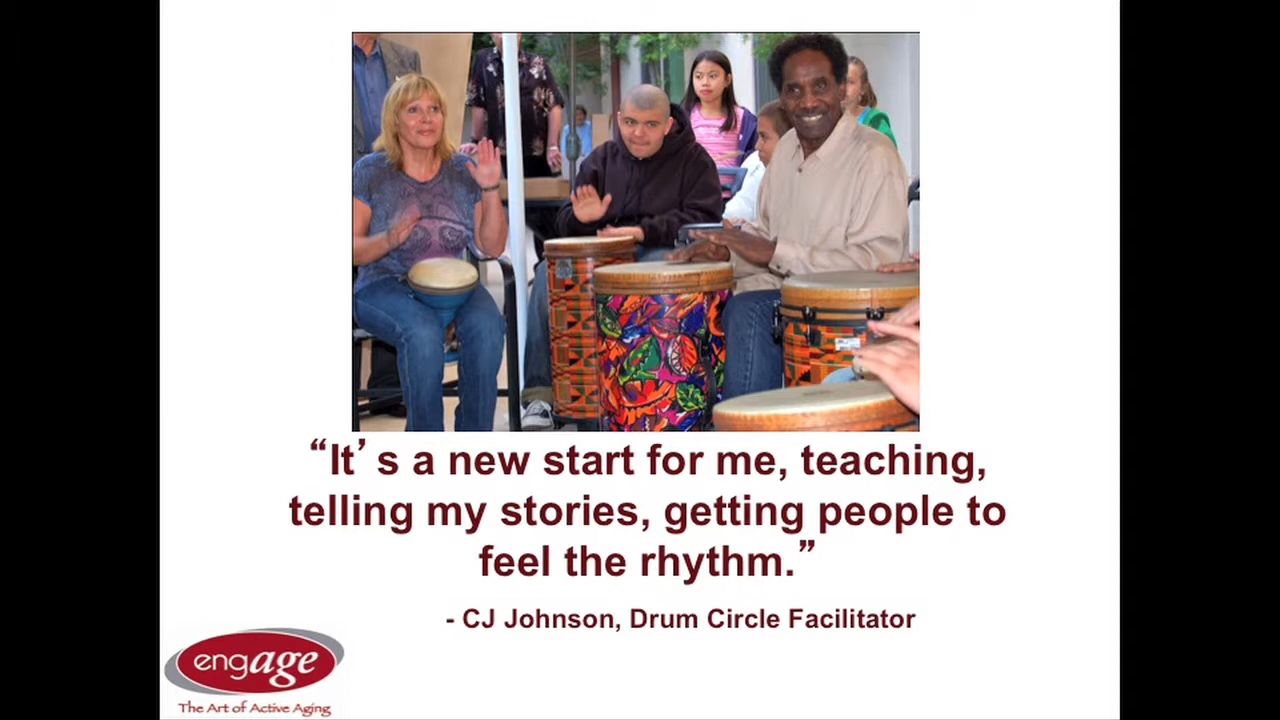 “It’s a new start for me, teaching,
telling my stories, getting people to
feel the rhythm.”
- CJ Johnson, Drum Circle Facilitator
engAGE
The Art of Active Aging